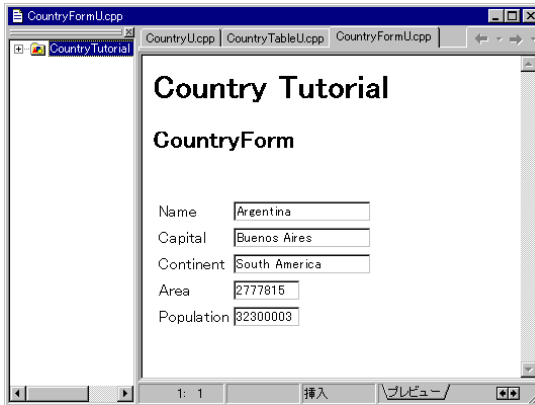 CountryFormU.cpp
CountryTutorial
CountryU.cpp CountryTableU.cpp CountryFormU.cpp
Country Tutorial
CountryForm
Name Argentina
Capital Buenos Aires
Continent South America
Area 2777815
Population 32300003
1: 1 挿入 プレビュー